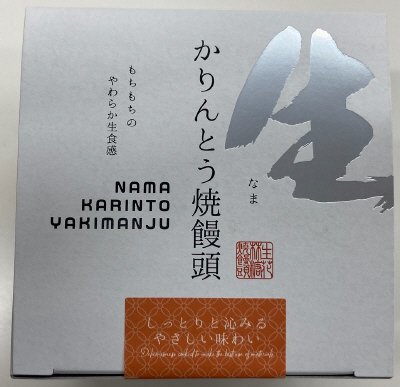 生
なま
かりんとう焼饅頭
もちもちの
やわらか生食感
NAMA
KARINTO
YAKIMANJU
しっとりと沁みる
やさしい味わい